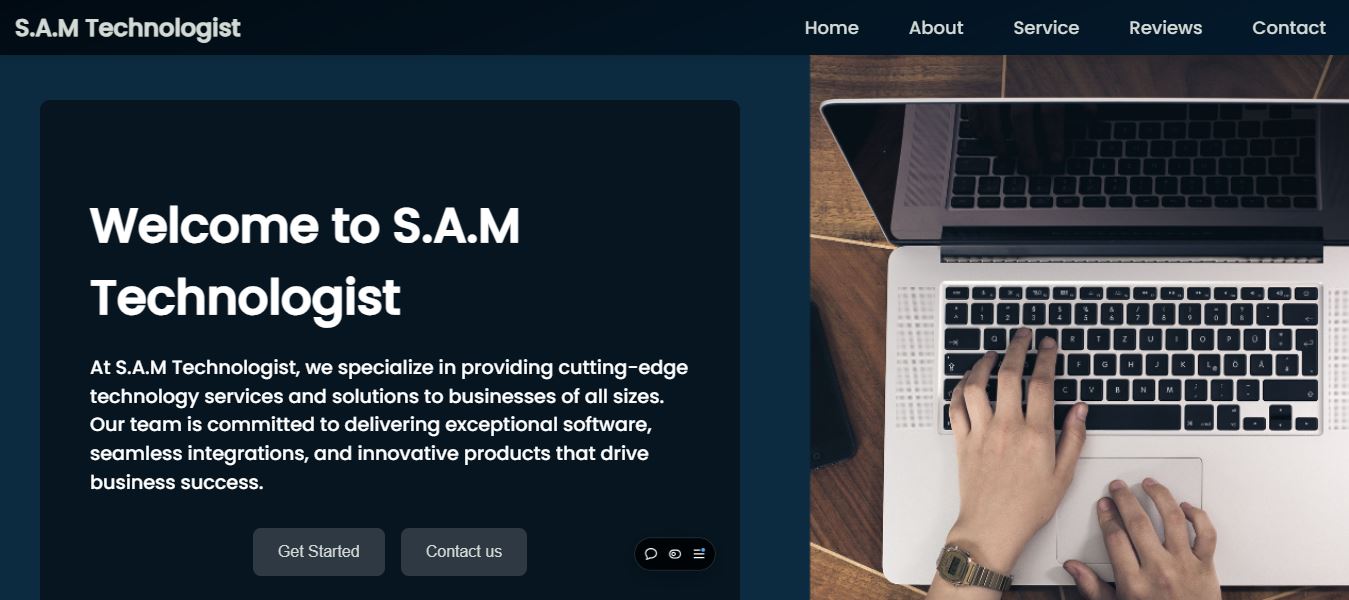 S.A.M Technologist
Home
About
Service
Reviews
Contact
Welcome to S.A.M
Technologist
At S.A.M Technologist, we specialize in providing cutting-edge
technology services and solutions to businesses of all sizes.
Our team is committed to delivering exceptional software,
seamless integrations, and innovative products that drive
business success.
Get Started
Contact us